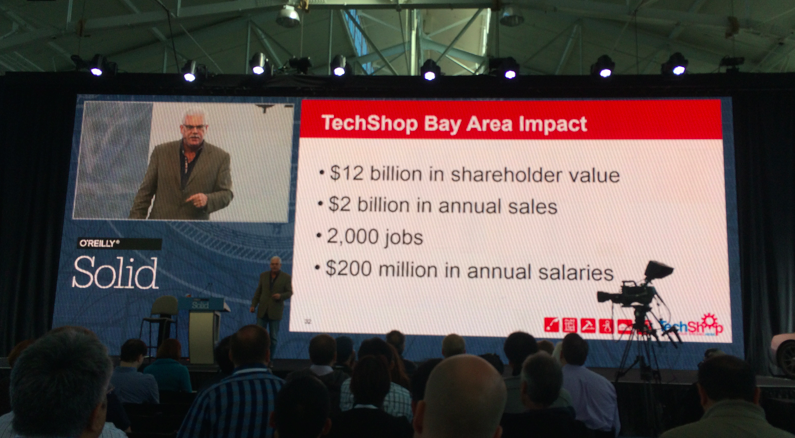 TechShop Bay Area Impact
• $12 billion in shareholder value
• $2 billion in annual sales
• 2,000 jobs
• $200 million in annual salaries
O'REILLY®
Solid
Solid
32
TechShop